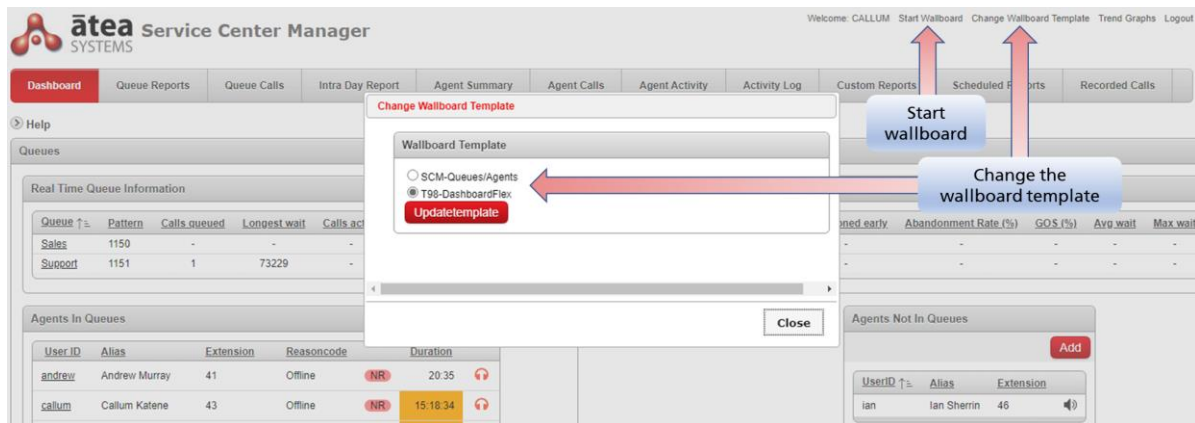 ātea SYSTEMS Service Center Manager
Welcome: CALLUM Start Wallboard Change Wallboard Template Trend Graphs Logout
Dashboard Queue Reports Queue Calls Intra Day Report Agent Summary Agent Calls Agent Activity Activity Log Custom Reports Scheduled Recorded Calls
Change Wallboard Template
Start
wallboard
Help
Queues
Wallboard Template
SCM-Queues/Agents
T98-DashboardFlex
Updatetemplate
Change the
wallboard template
Real Time Queue Information
Queue Pattern Calls queued Longest wait Calls Abandonment Rate (%) GOS (%) Avg wait Max wait
Sales 1150 - - - - - - - -
Support 1151 1 73229 - - - - - -
Close
Agents In Queues
User ID Alias Extension Reasoncode Duration
andrew Andrew Murray 41 Offline NR 20:35
callum Callum Katene 43 Offline NR 15:18:34
Agents Not In Queues
Add
UserID Alias Extension
ian Ian Sherrin 46